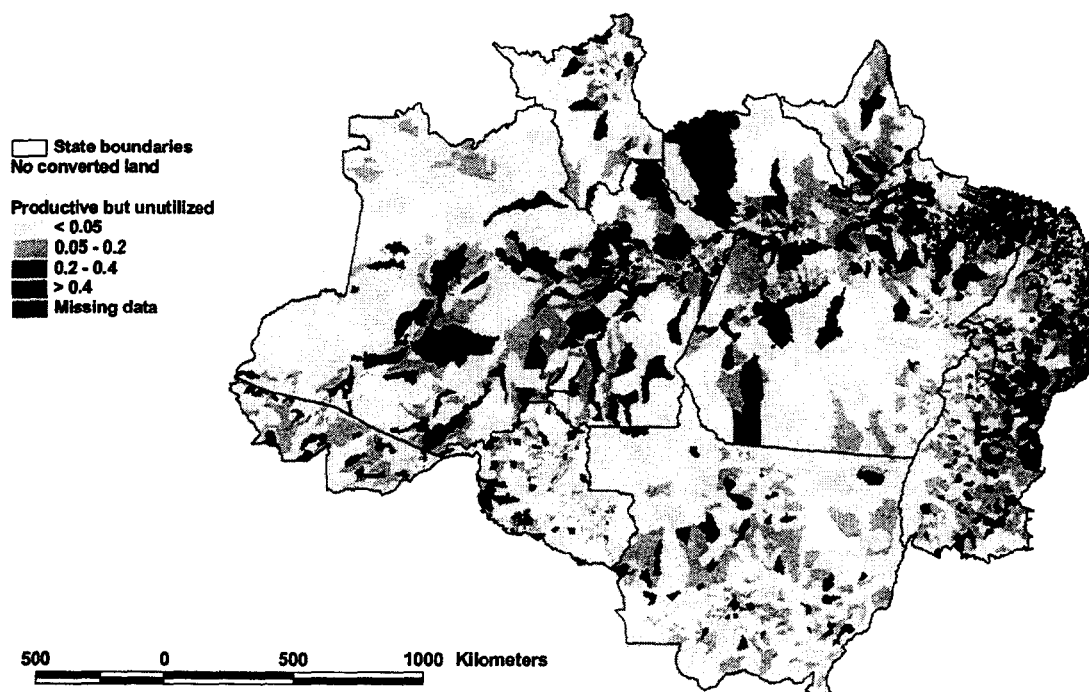 State boundaries
No converted land
Productive but unutilized
< 0.05
0.05 - 0.2
0.2 - 0.4
> 0.4
Missing data
500 0 500 1000 Kilometers